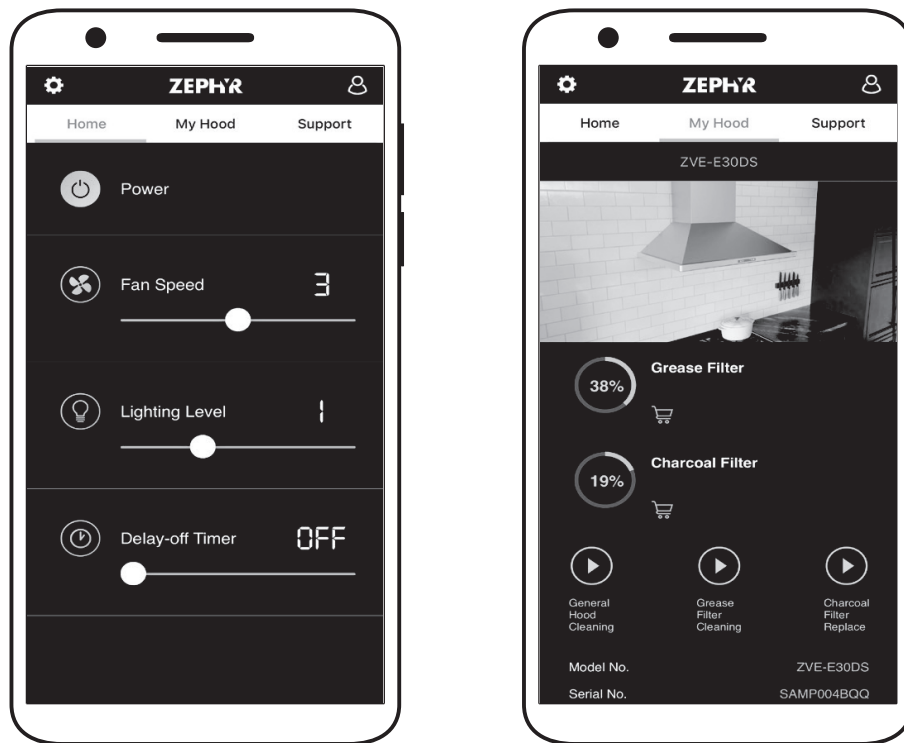 ZEPHYR
Home My Hood Support
Power
Fan Speed 3
Lighting Level 1
Delay-off Timer OFF
ZEPHYR
Home My Hood Support
ZVE-E30DS
38% Grease Filter
19% Charcoal Filter
General
Hood
Cleaning
Grease
Filter
Cleaning
Charcoal
Filter
Replace
Model No. ZVE-E30DS
Serial No. SAMP004BQQ